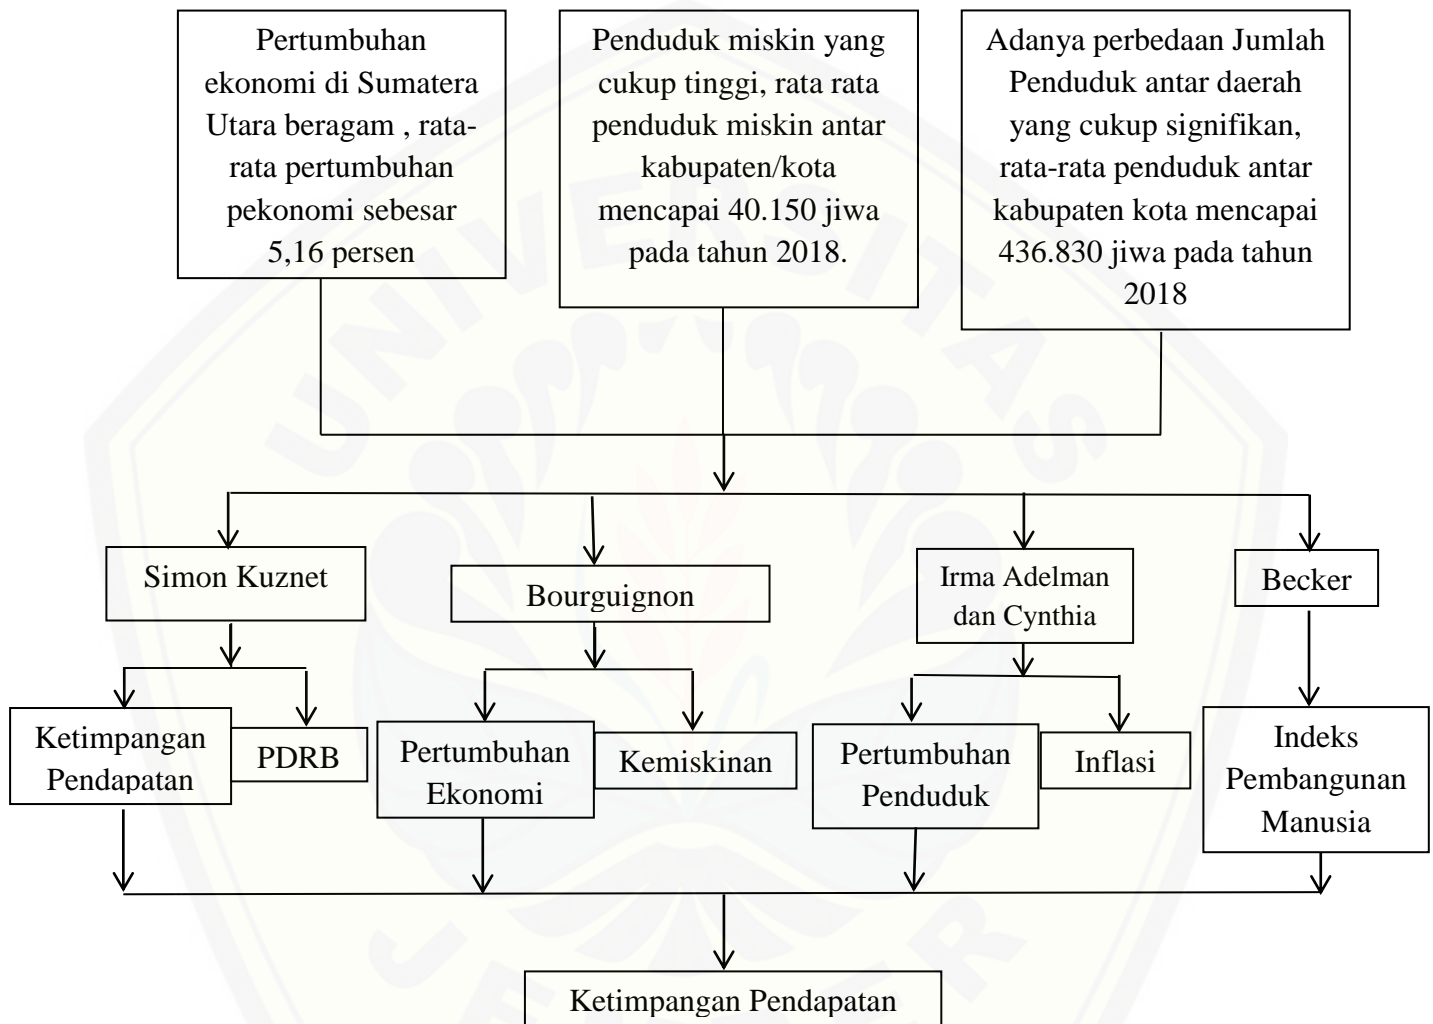 Pertumbuhan
ekonomi di Sumatera
Utara beragam , rata-
rata pertumbuhan
pekonomi sebesar
5,16 persen
Penduduk miskin yang
cukup tinggi, rata rata
penduduk miskin antar
kabupaten/kota
mencapai 40.150 jiwa
pada tahun 2018.
Adanya perbedaan Jumlah
Penduduk antar daerah
yang cukup signifikan,
rata-rata penduduk antar
kabupaten kota mencapai
436.830 jiwa pada tahun
2018
UNIVERSITAS
Simon Kuznet
Bourguignon
Irma Adelman
dan Cynthia
Becker
Ketimpangan
Pendapatan
PDRB
Pertumbuhan
Ekonomi
Kemiskinan
Pertumbuhan
Penduduk
Inflasi
Indeks
Pembangunan
Manusia
JEMBER
Ketimpangan Pendapatan